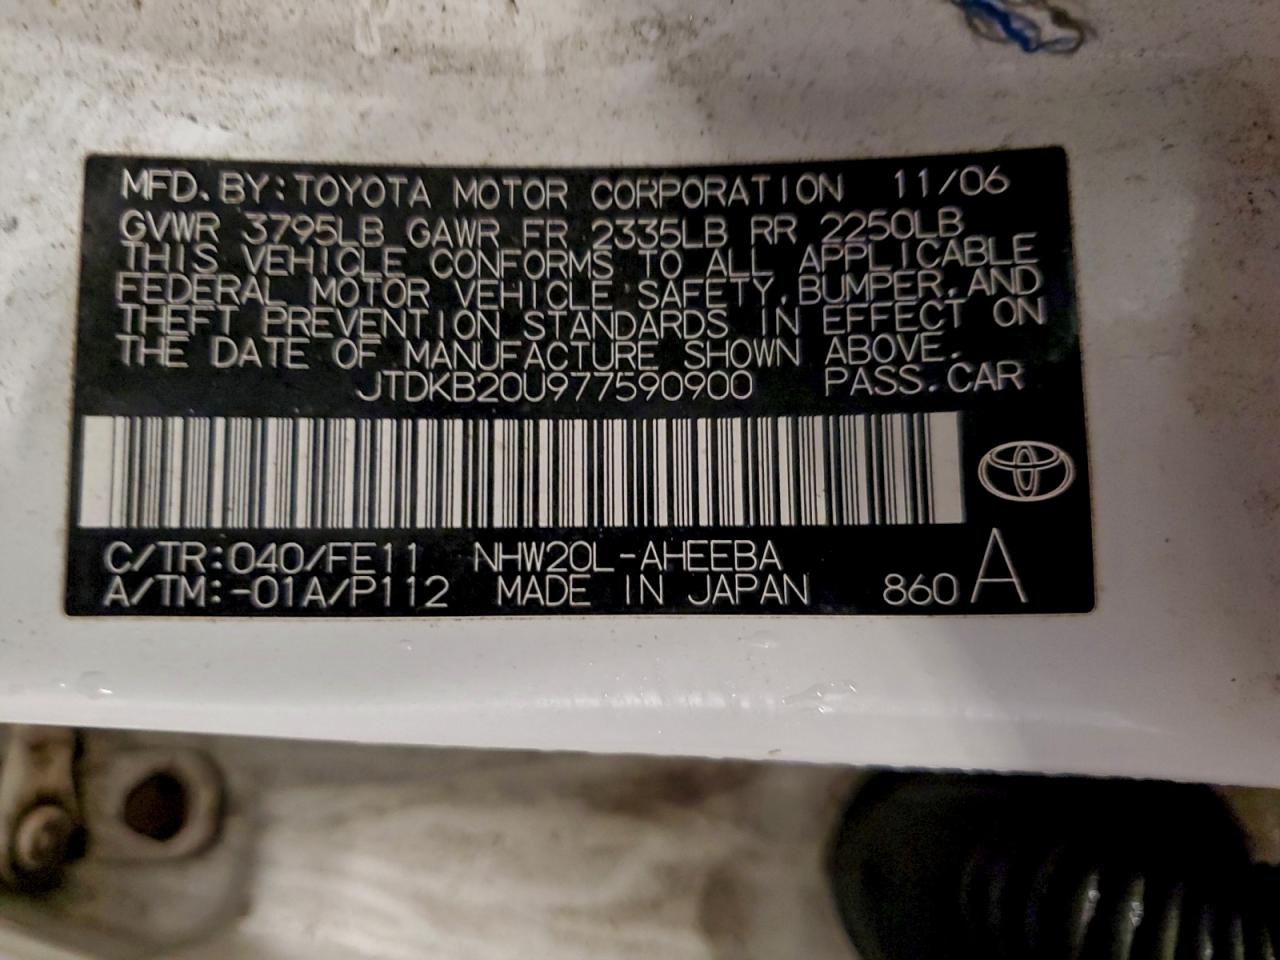 MFD. BY: TOYOTA MOTOR CORPORATION 11/06
GVWR 3795LB GAWR FR 2335LB RR 2250LB
THIS VEHICLE CONFORMS TO ALL APPLICABLE
FEDERAL MOTOR VEHICLE SAFETY, BUMPER, AND
THEFT PREVENTION STANDARDS IN EFFECT ON
THE DATE OF MANUFACTURE SHOWN ABOVE.
JTDKB20U977590900 PASS. CAR
C/TR: 040/FE11 NHW20L-AHEEBA
A/TM: -01A/P112 MADE IN JAPAN 860 A